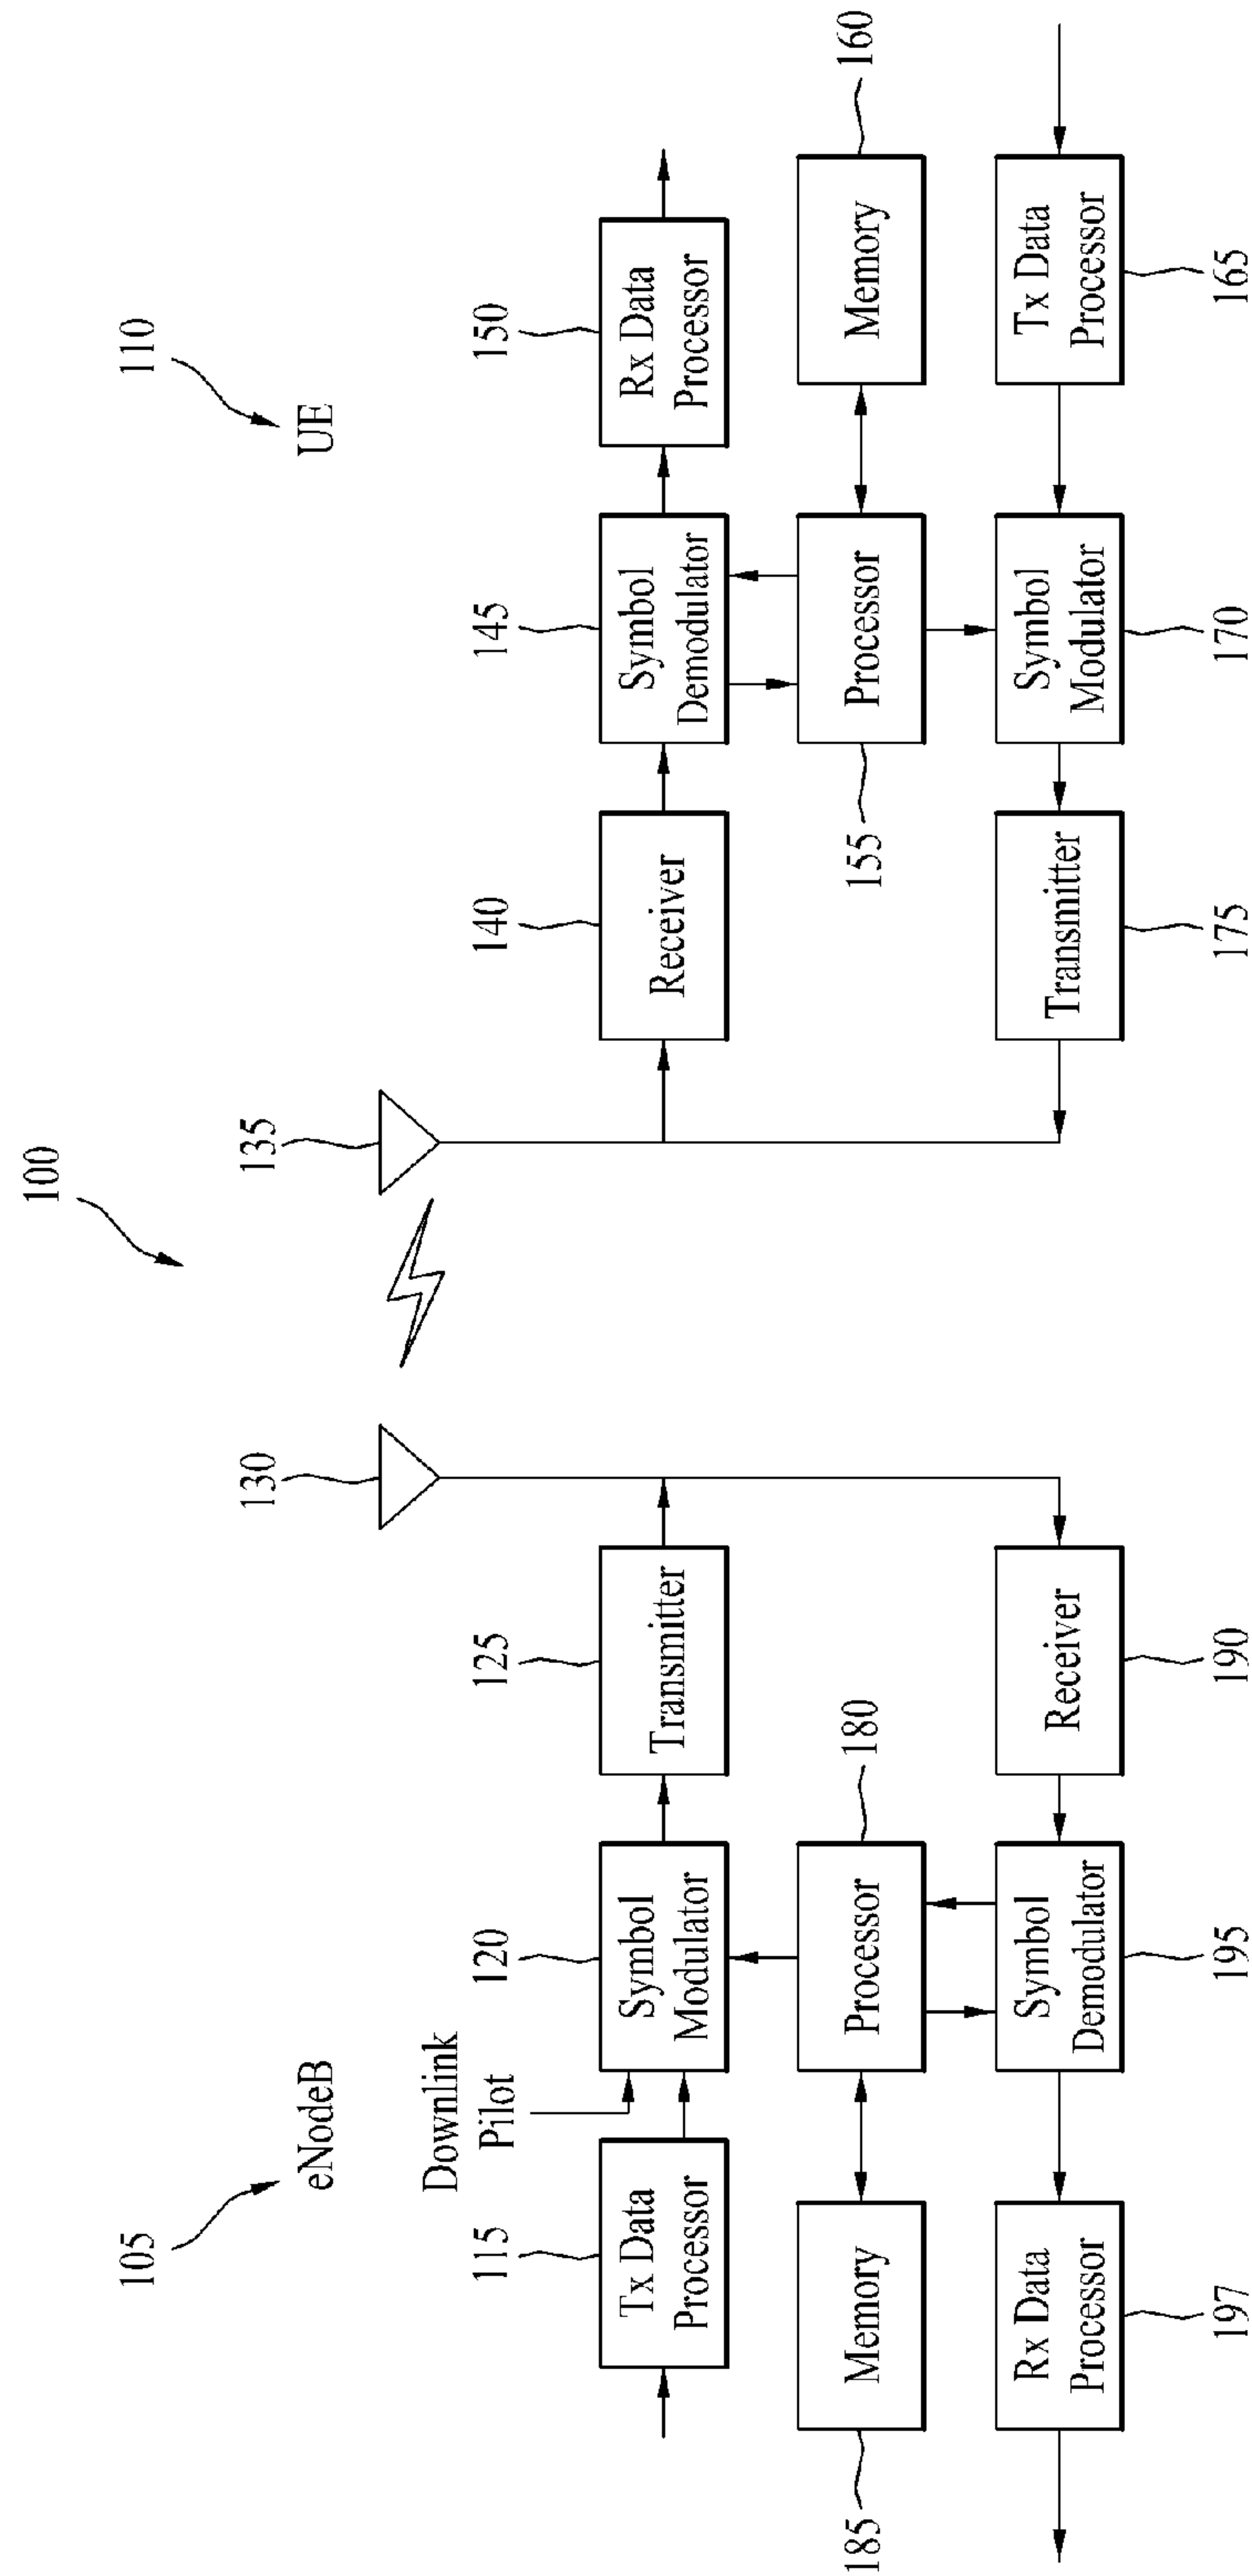 100
105
eNodeB
110
UE
130
135
Downlink
Pilot
115
Tx Data
Processor
120
Symbol
Modulator
125
Transmitter
140
Receiver
145
Symbol
Demodulator
150
Rx Data
Processor
185
Memory
180
Processor
155
Processor
160
Memory
197
Rx Data
Processor
195
Symbol
Demodulator
190
Receiver
175
Transmitter
170
Symbol
Modulator
165
Tx Data
Processor